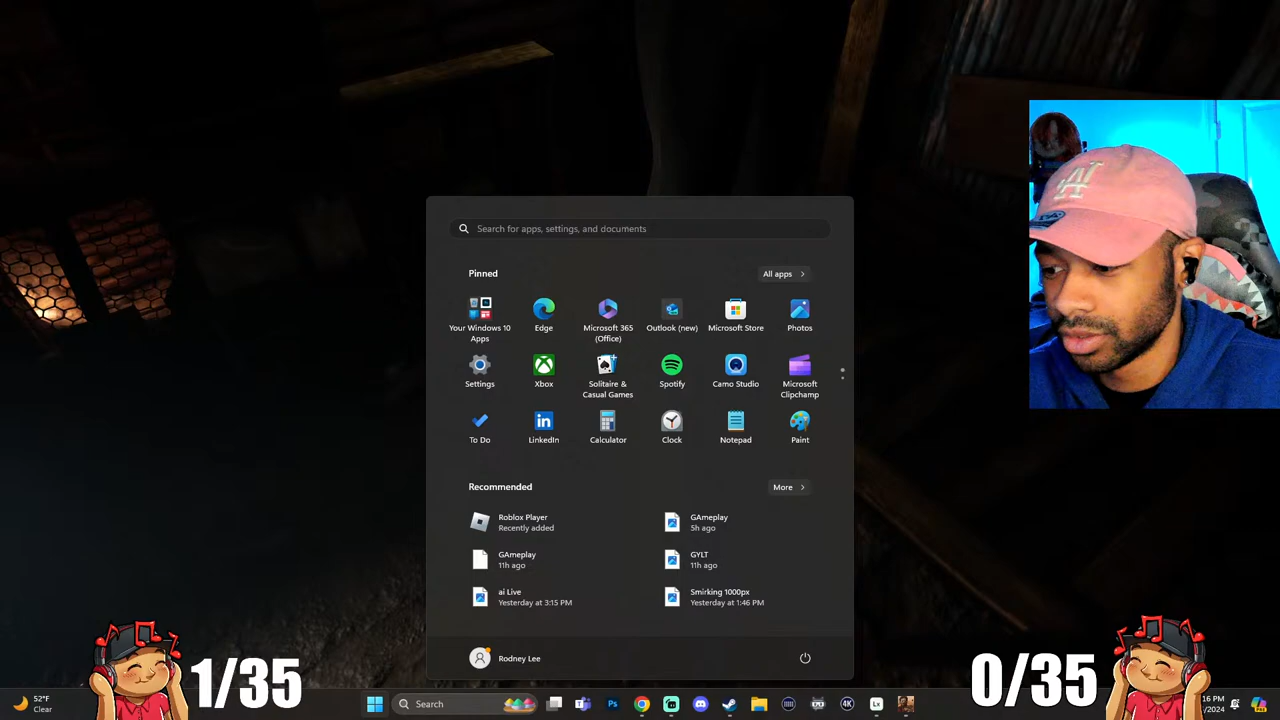 Search for apps, settings, and documents
Pinned
All apps
Your Windows 10 Apps
Edge
Microsoft 365 (Office)
Outlook (new)
Microsoft Store
Photos
Settings
Xbox
Solitaire & Casual Games
Spotify
Camo Studio
Microsoft Clipchamp
To Do
LinkedIn
Calculator
Clock
Notepad
Paint
Recommended
More
Roblox Player
Recently added
GAmeplay
5h ago
GAmeplay
11h ago
GYLT
11h ago
ai Live
Yesterday at 3:15 PM
Smirking 1000px
Yesterday at 1:46 PM
Rodney Lee
LA
1/35
0/35
52°F
Clear
Search
16 PM
/2024